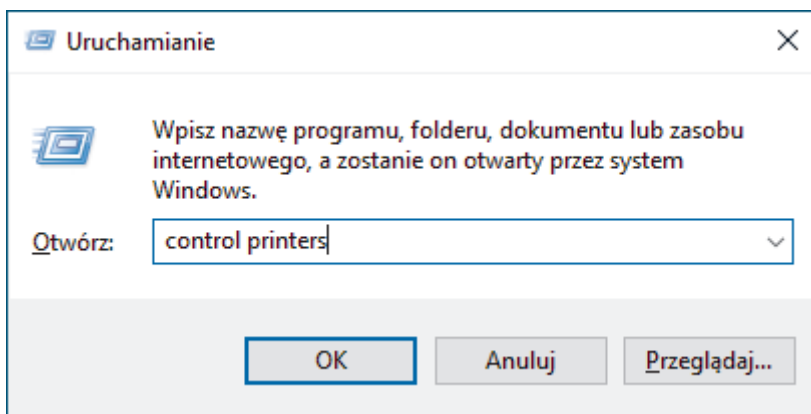 Uruchamianie
Wpisz nazwę programu, folderu, dokumentu lub zasobu
internetowego, a zostanie on otwarty przez system
Windows.
Otwórz: control printers
OK Anuluj Przeglądaj...